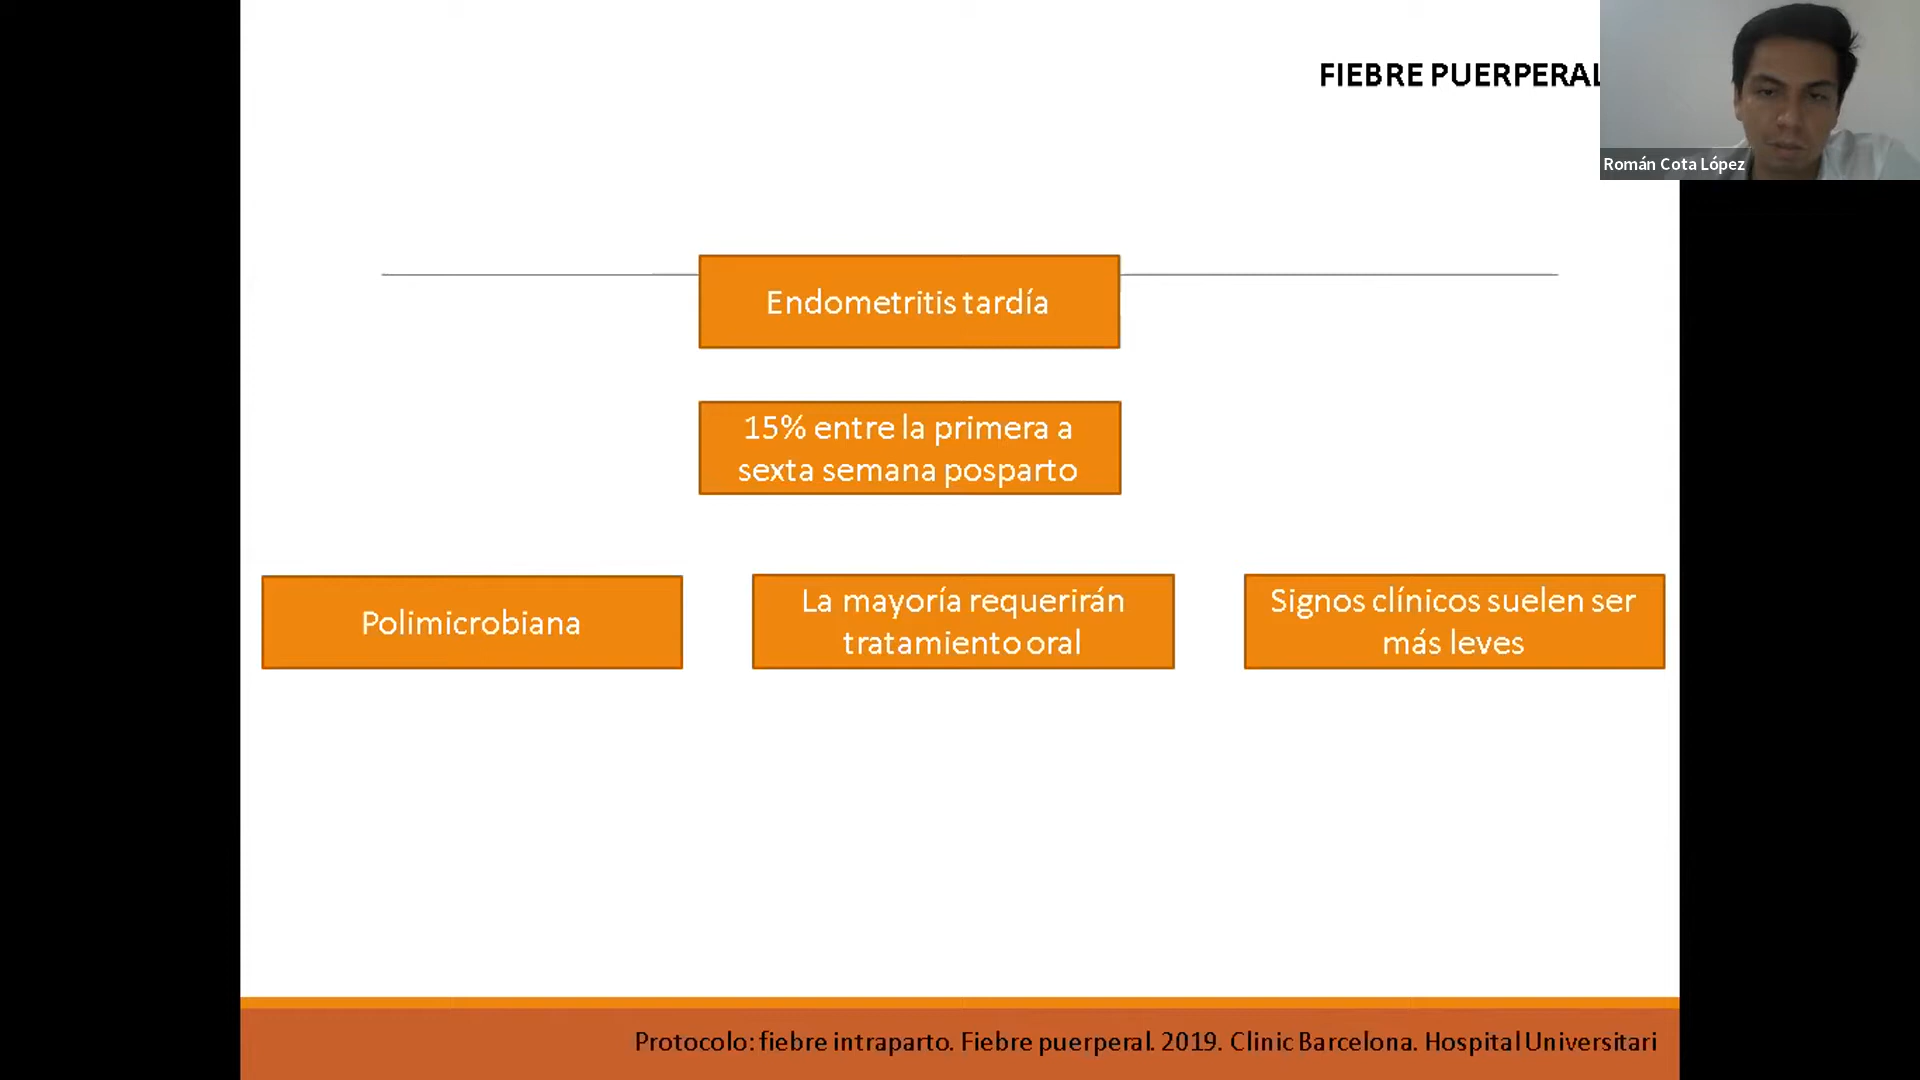 FIEBRE PUERPERAL
Román Cota López
Endometritis tardía
15% entre la primera a
sexta semana posparto
Polimicrobiana
La mayoría requerirán
tratamiento oral
Signos clínicos suelen ser
más leves
Protocolo: fiebre intraparto. Fiebre puerperal. 2019. Clinic Barcelona. Hospital Universitari